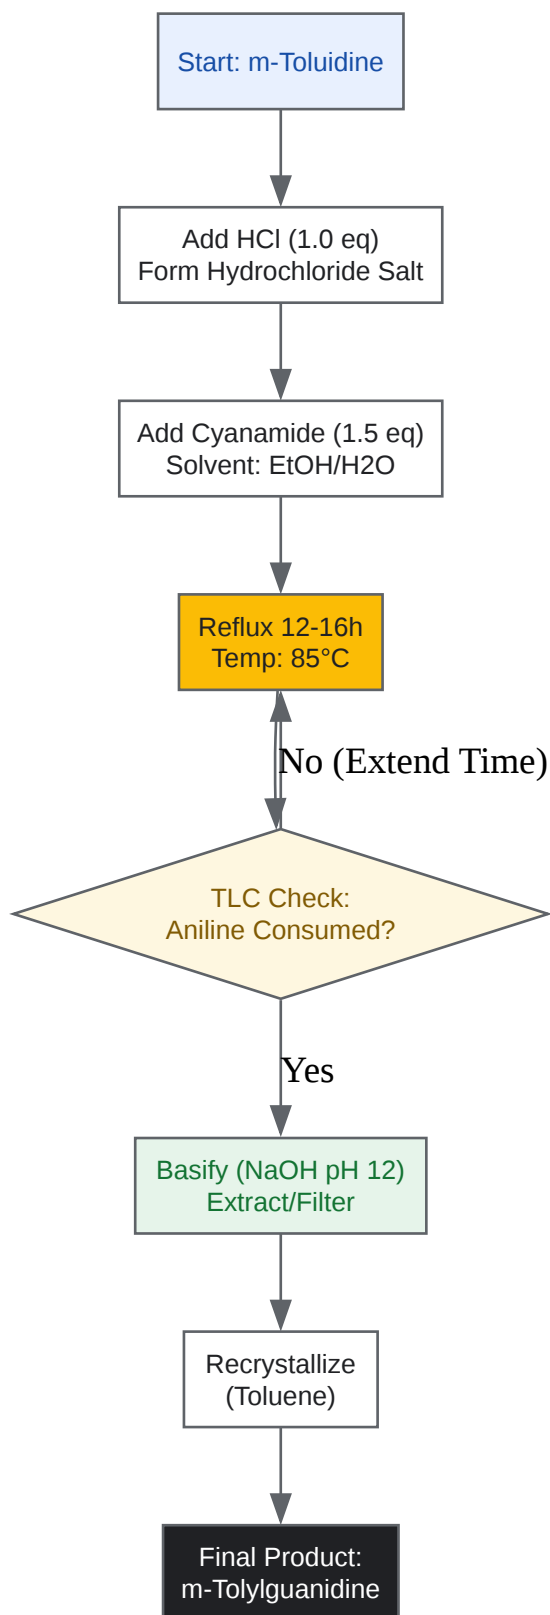 Start: m-Toluidine
Add HCl (1.0 eq)
Form Hydrochloride Salt
Add Cyanamide (1.5 eq)
Solvent: EtOH/H2O
Reflux 12-16h
Temp: 85°C
No (Extend Time)
TLC Check:
Aniline Consumed?
Yes
Basify (NaOH pH 12)
Extract/Filter
Recrystallize
(Toluene)
Final Product:
m-Tolylguanidine